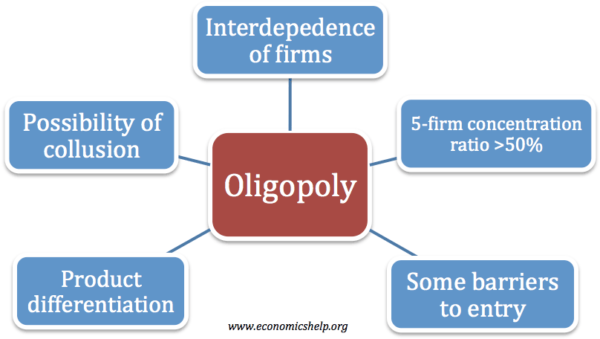 Interdepedence
of firms
Possibility of
collusion
5-firm concentration
ratio >50%
Oligopoly
Product
differentiation
Some barriers
to entry
www.economicshelp.org